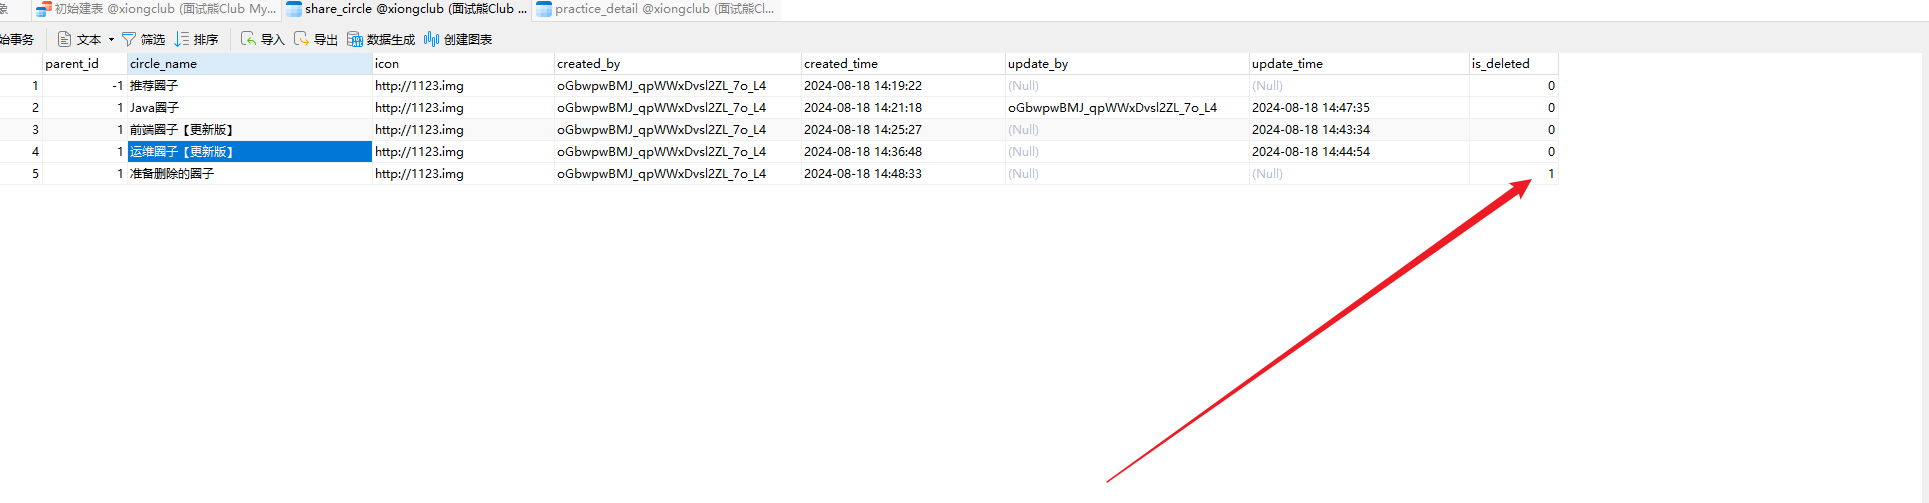 象 初始建表 @xiongclub (面试熊Club My... share_circle @xiongclub (面试熊Club ... practice_detail @xiongclub (面试熊Cl...
始事务 文本 筛选 排序 导入 导出 数据生成 创建图表
parent_id circle_name icon created_by created_time update_by update_time is_deleted
1 -1 推荐圈子 http://1123.img oGbwpwBMJ_qpWWxDvsl2ZL_7o_L4 2024-08-18 14:19:22 (Null) (Null) 0
2 1 Java圈子 http://1123.img oGbwpwBMJ_qpWWxDvsl2ZL_7o_L4 2024-08-18 14:21:18 oGbwpwBMJ_qpWWxDvsl2ZL_7o_L4 2024-08-18 14:47:35 0
3 1 前端圈子【更新版】 http://1123.img oGbwpwBMJ_qpWWxDvsl2ZL_7o_L4 2024-08-18 14:25:27 (Null) 2024-08-18 14:43:34 0
4 1 运维圈子【更新版】 http://1123.img oGbwpwBMJ_qpWWxDvsl2ZL_7o_L4 2024-08-18 14:36:48 (Null) 2024-08-18 14:44:54 0
5 1 准备删除的圈子 http://1123.img oGbwpwBMJ_qpWWxDvsl2ZL_7o_L4 2024-08-18 14:48:33 (Null) (Null) 1